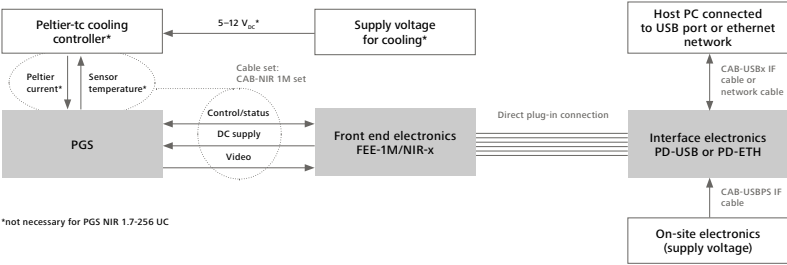 Peltier-tc cooling
controller*
5–12 VDC*
Supply voltage
for cooling*
Host PC connected
to USB port or ethernet
network
Peltier
current*
Sensor
temperature*
Cable set:
CAB-NIR 1M set
CAB-USBx IF
cable or
network cable
PGS
Control/status
DC supply
Video
Front end electronics
FEE-1M/NIR-x
Direct plug-in connection
Interface electronics
PD-USB or PD-ETH
CAB-USBPS IF
cable
*not necessary for PGS NIR 1.7-256 UC
On-site electronics
(supply voltage)